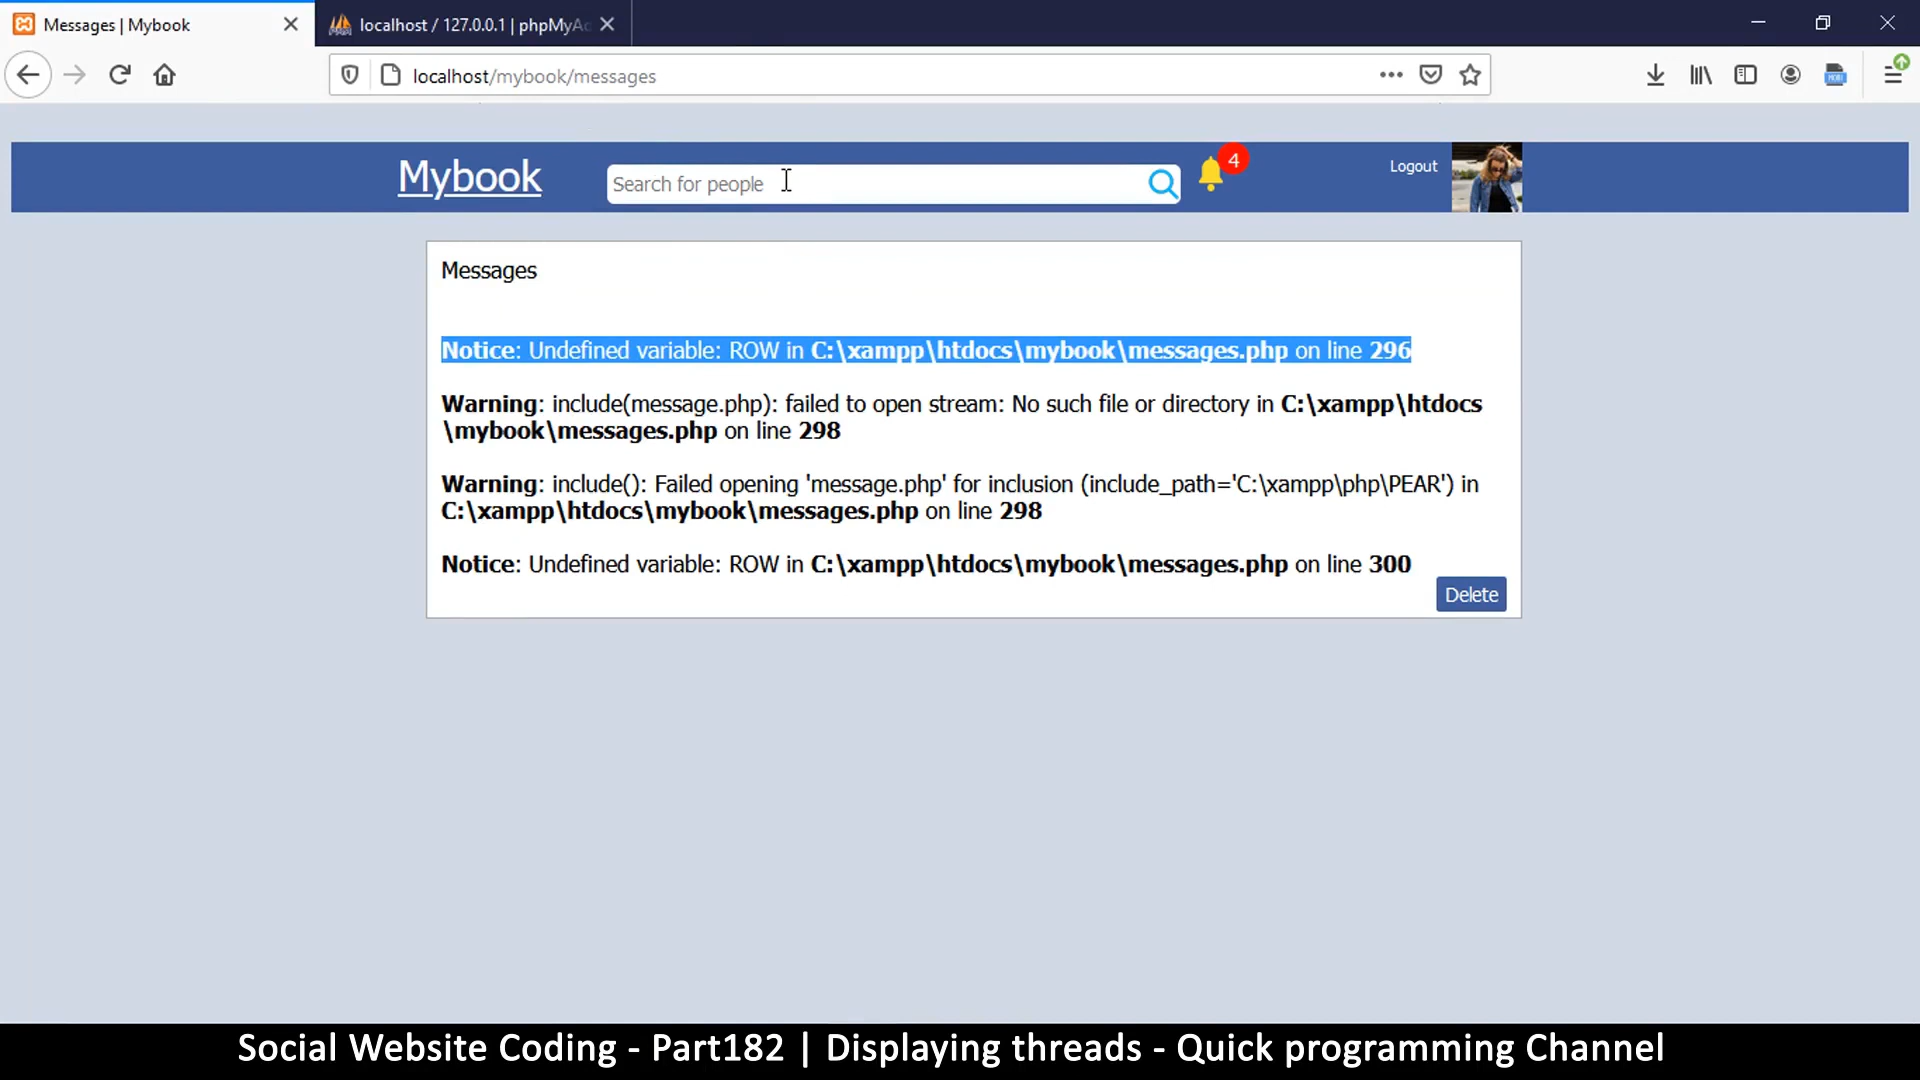 Messages | Mybook
localhost / 127.0.0.1 | phpMyAd
localhost/mybook/messages
Mybook
Search for people
4
Logout
Messages
Notice: Undefined variable: ROW in C:\xampp\htdocs\mybook\messages.php on line 296
Warning: include(message.php): failed to open stream: No such file or directory in C:\xampp\htdocs
\mybook\messages.php on line 298
Warning: include(): Failed opening 'message.php' for inclusion (include_path='C:\xampp\php\PEAR') in
C:\xampp\htdocs\mybook\messages.php on line 298
Notice: Undefined variable: ROW in C:\xampp\htdocs\mybook\messages.php on line 300
Delete
Social Website Coding - Part182 | Displaying threads - Quick programming Channel